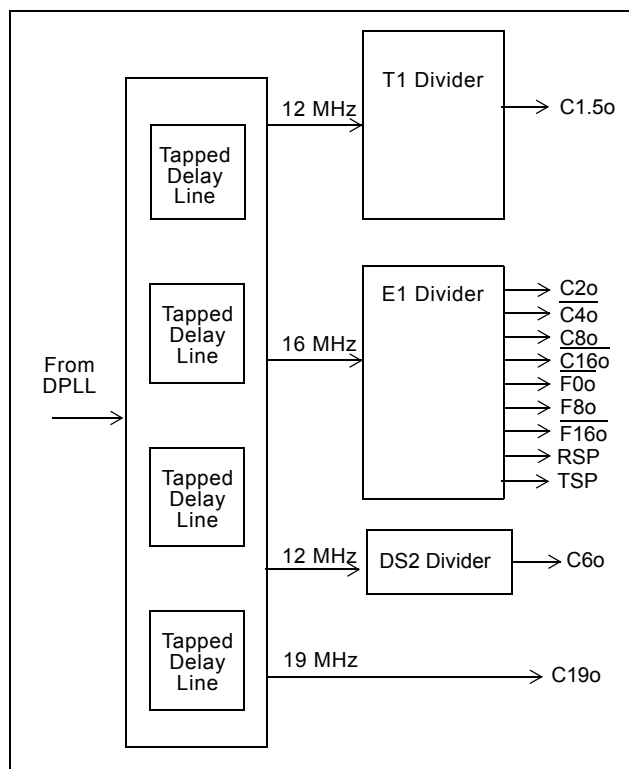 T1 Divider
12 MHz
C1.5o
Tapped
Delay
Line
E1 Divider
C2o
C4o
C8o
C16o
F0o
F8o
F16o
RSP
TSP
Tapped
Delay
Line
16 MHz
From
DPLL
Tapped
Delay
Line
12 MHz
DS2 Divider
C6o
Tapped
Delay
Line
19 MHz
C19o